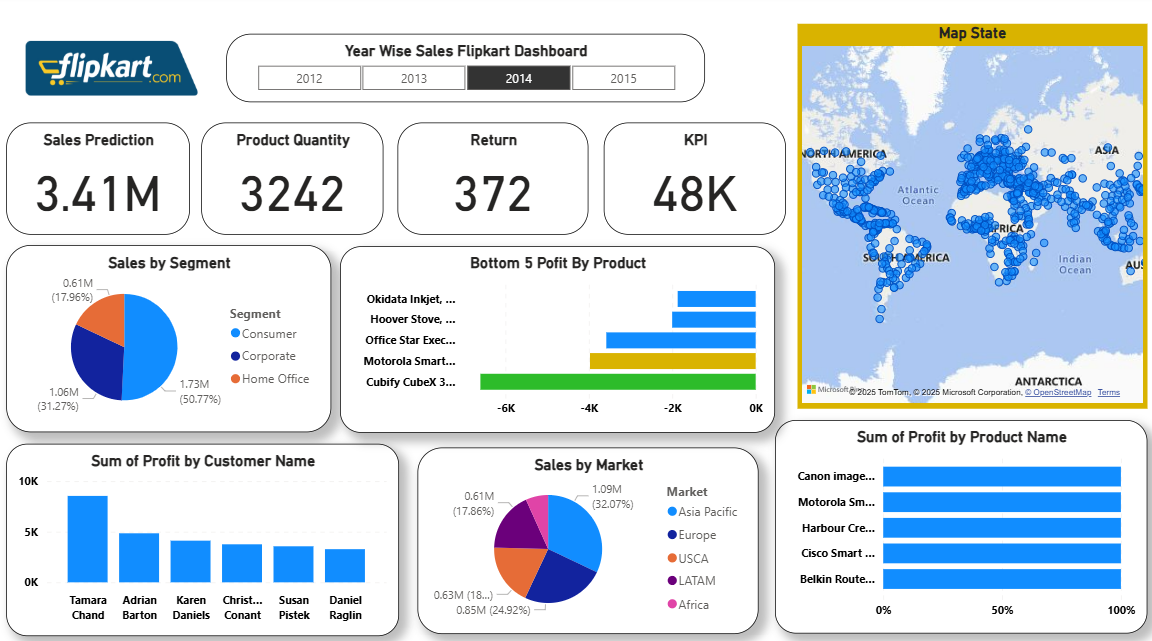 flipkart.com
Year Wise Sales Flipkart Dashboard
2012
2013
2014
2015
Map State
NORTH AMERICA
ASIA
Atlantic
Ocean
AFRICA
SOUTH AMERICA
Indian
Ocean
AUS
ANTARCTICA
Microsoft
© 2025 TomTom, © 2025 Microsoft Corporation, © OpenStreetMap Terms
Sales Prediction
3.41M
Product Quantity
3242
Return
372
KPI
48K
Sales by Segment
0.61M
(17.96%)
1.06M
(31.27%)
1.73M
(50.77%)
Segment
Consumer
Corporate
Home Office
Bottom 5 Pofit By Product
Okidata Inkjet, ...
Hoover Stove, ...
Office Star Exec...
Motorola Smart...
Cubify CubeX 3...
-6K
-4K
-2K
0K
Sum of Profit by Customer Name
10K
5K
0K
Tamara
Chand
Adrian
Barton
Karen
Daniels
Christ...
Conant
Susan
Pistek
Daniel
Raglin
Sales by Market
0.61M
(17.86%)
1.09M
(32.07%)
0.63M (18...)
0.85M (24.92%)
Market
Asia Pacific
Europe
USCA
LATAM
Africa
Sum of Profit by Product Name
Canon image...
Motorola Sm...
Harbour Cre...
Cisco Smart ...
Belkin Route...
0%
50%
100%